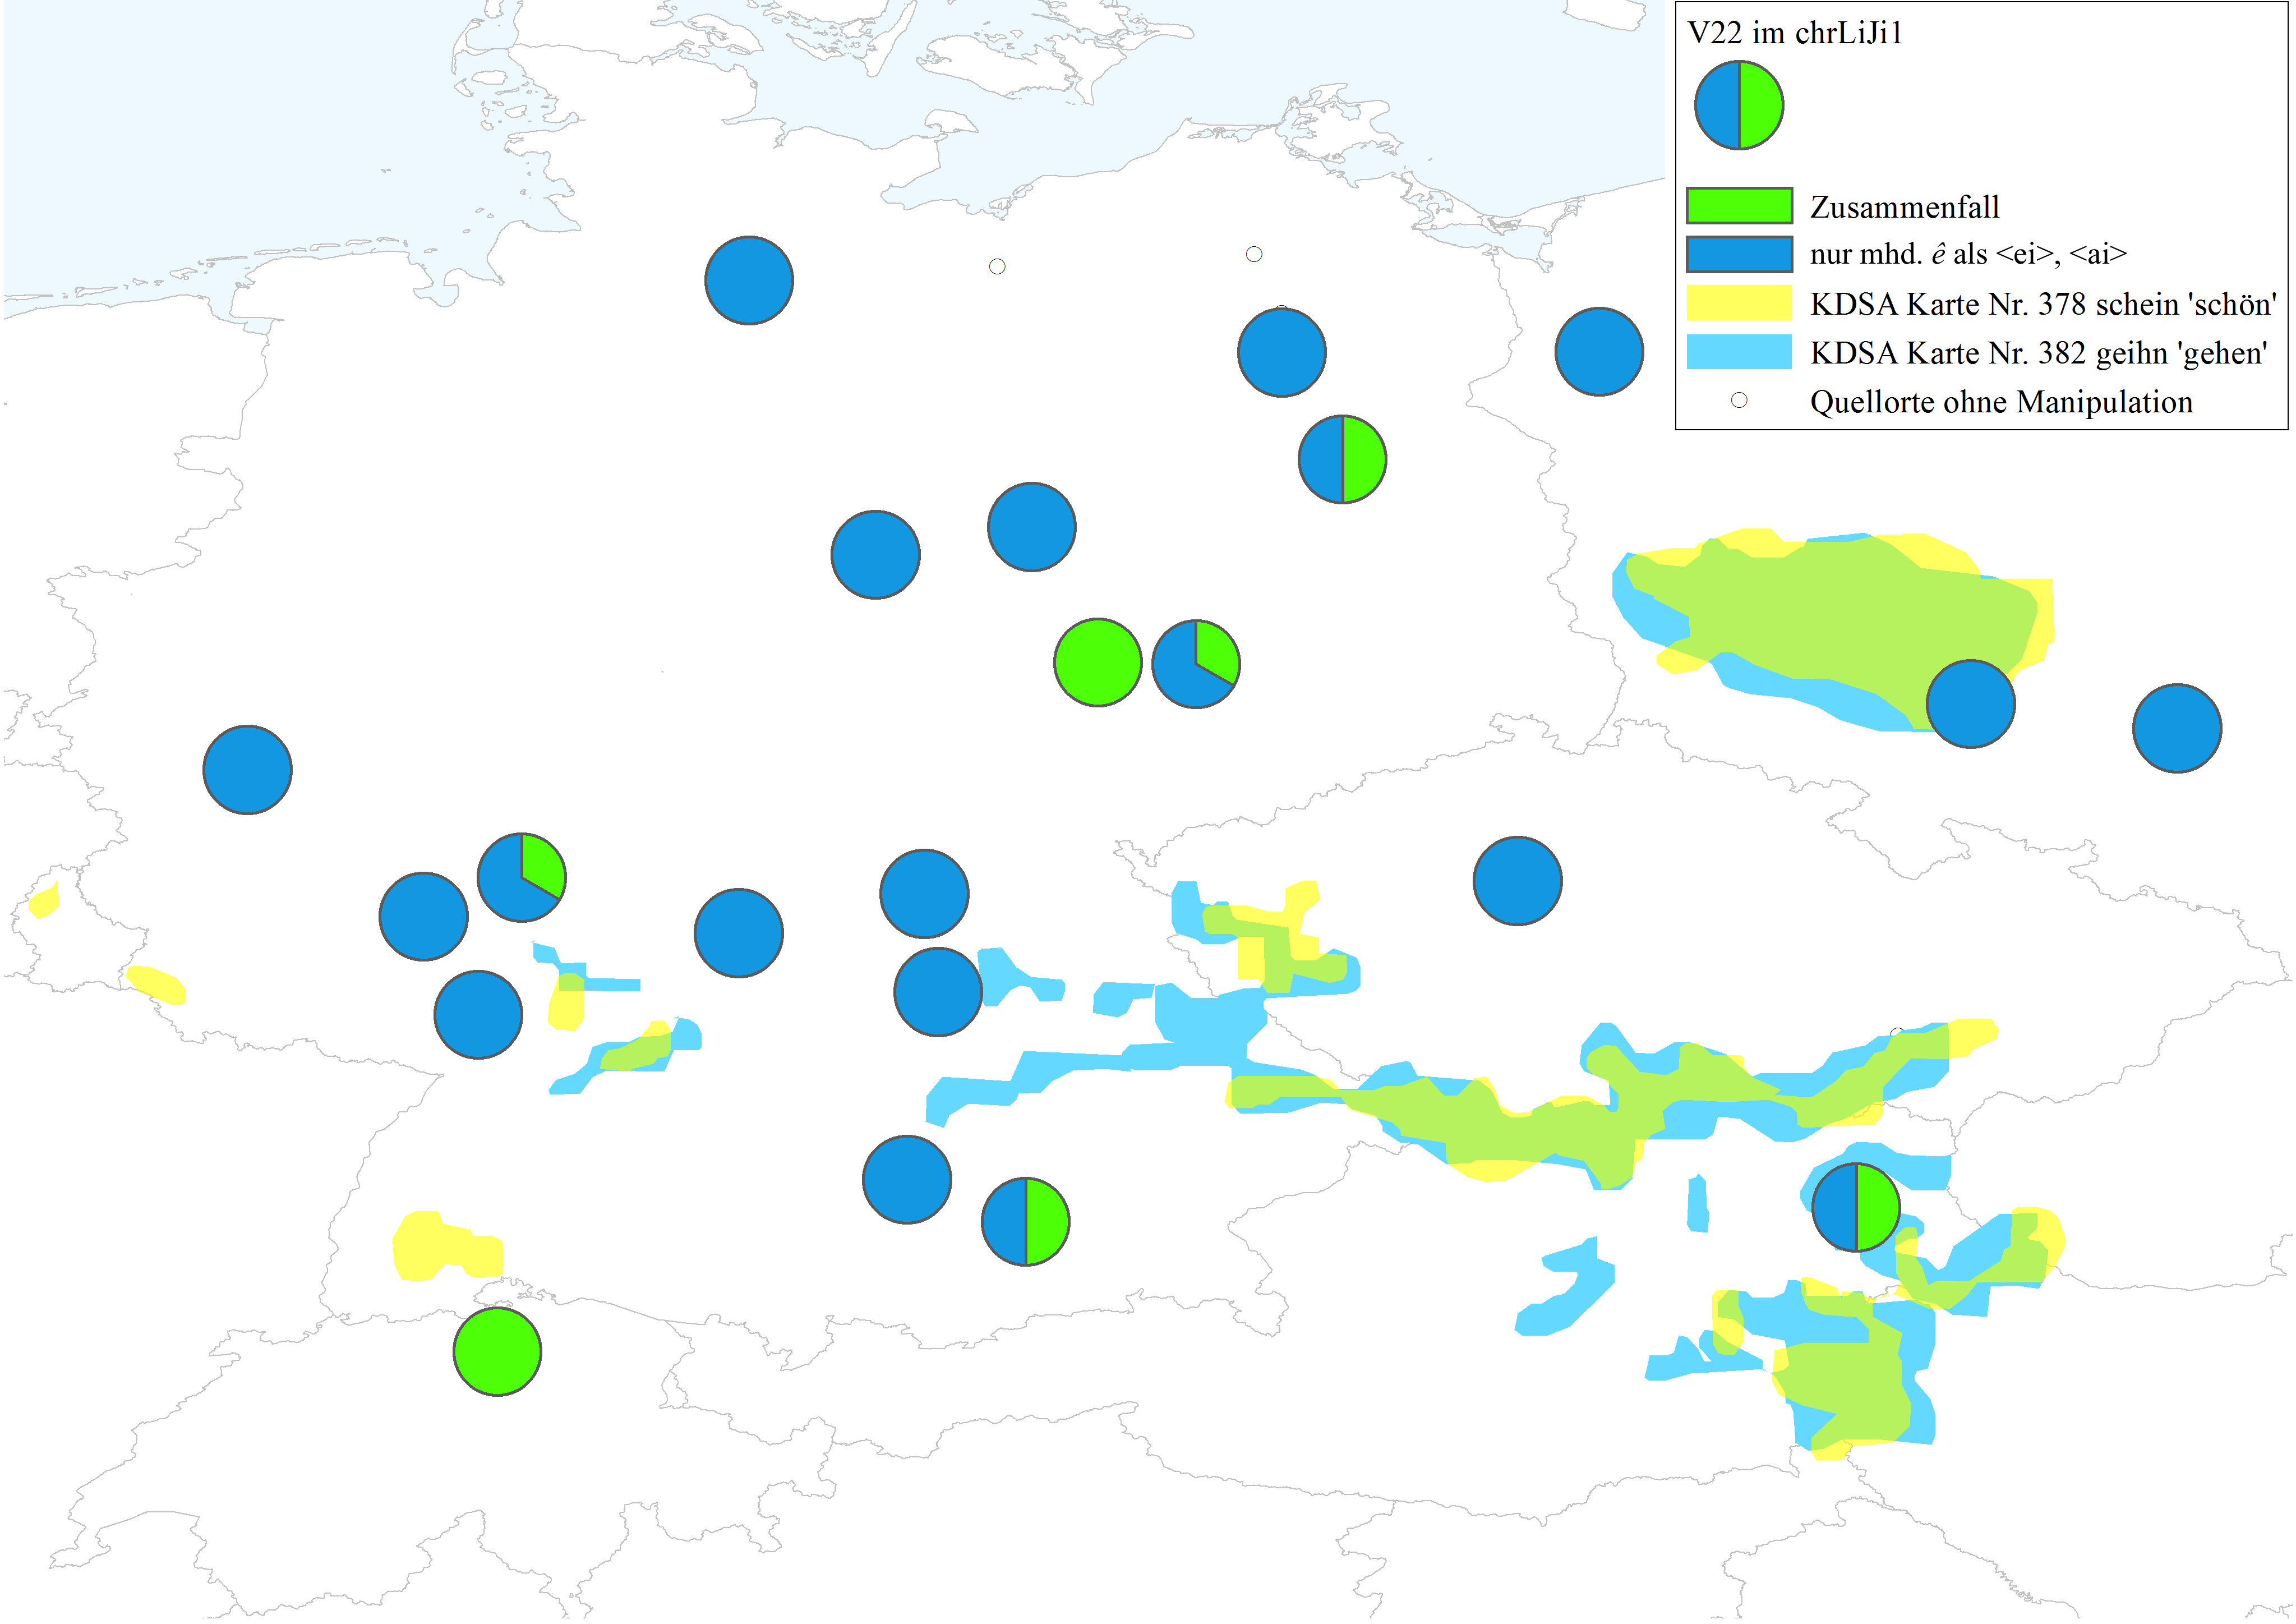 V22 im chrLiJi1
Zusammenfall
nur mhd. ê als <ei>, <ai>
KDSA Karte Nr. 378 schein 'schön'
KDSA Karte Nr. 382 geihn 'gehen'
Quellorte ohne Manipulation